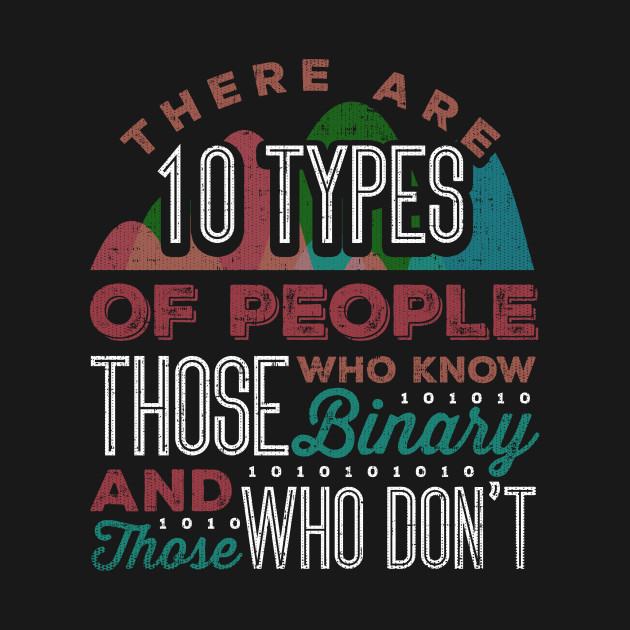 THERE ARE
10 TYPES
OF PEOPLE
THOSE WHO KNOW
101010
Binary
1010101010
AND
1010
Those WHO DON'T